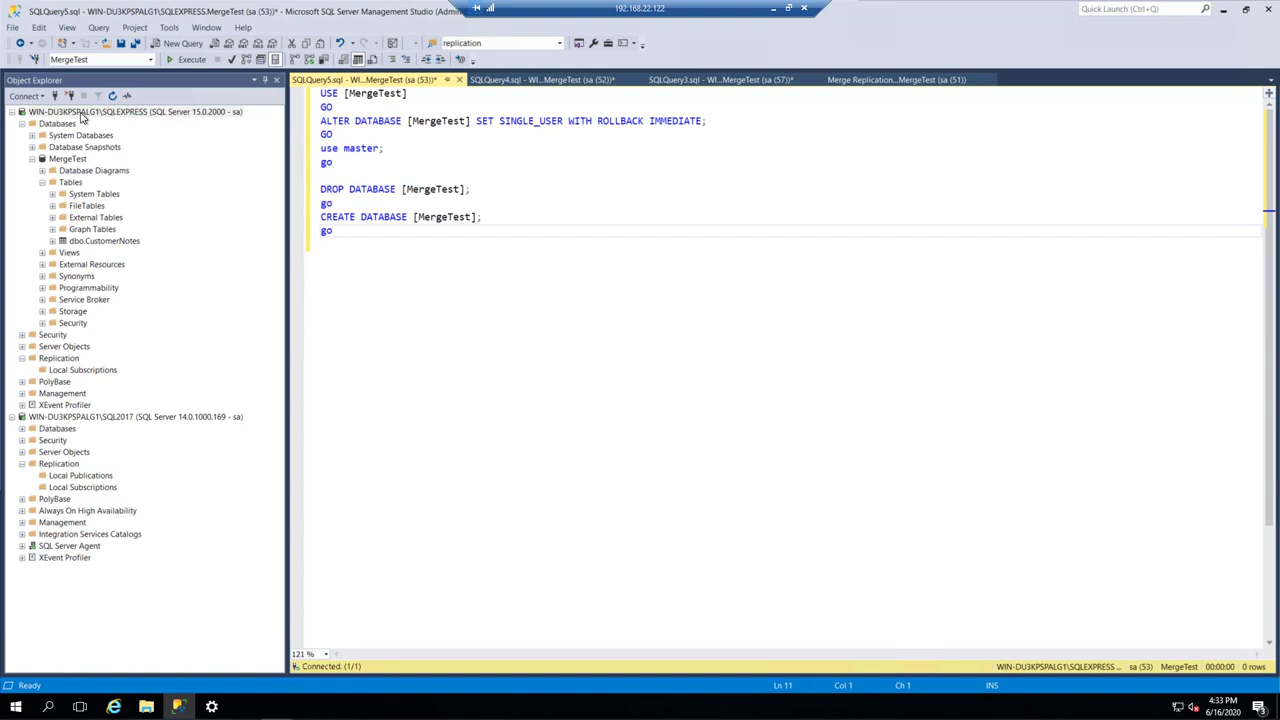 SQLQuery5.sql - WIN-DU3KPSPALG1\SQLEXPRESS.MergeTest (sa (53))* - Microsoft SQL Server Management Studio (Admin...
192.168.22.122
Quick Launch (Ctrl+Q)
File Edit View Query Project Tools Window Help
New Query
replication
MergeTest
Execute
Object Explorer
SQLQuery5.sql - WI...MergeTest (sa (53))*
SQLQuery4.sql - WI...MergeTest (sa (52))*
SQLQuery3.sql - WI...MergeTest (sa (57))*
Merge Replication...MergeTest (sa (51))
Connect
WIN-DU3KPSPALG1\SQLEXPRESS (SQL Server 15.0.2000 - sa)
Databases
System Databases
Database Snapshots
MergeTest
Database Diagrams
Tables
System Tables
FileTables
External Tables
Graph Tables
dbo.CustomerNotes
Views
External Resources
Synonyms
Programmability
Service Broker
Storage
Security
Security
Server Objects
Replication
Local Subscriptions
PolyBase
Management
XEvent Profiler
WIN-DU3KPSPALG1\SQL2017 (SQL Server 14.0.1000.169 - sa)
Databases
Security
Server Objects
Replication
Local Publications
Local Subscriptions
PolyBase
Always On High Availability
Management
Integration Services Catalogs
SQL Server Agent
XEvent Profiler
USE [MergeTest]
GO
ALTER DATABASE [MergeTest] SET SINGLE_USER WITH ROLLBACK IMMEDIATE;
GO
use master;
go
DROP DATABASE [MergeTest];
go
CREATE DATABASE [MergeTest];
go
121 %
Connected. (1/1)
WIN-DU3KPSPALG1\SQLEXPRESS ... sa (53) MergeTest 00:00:00 0 rows
Ready
Ln 11
Col 1
Ch 1
INS
4:33 PM
6/16/2020
3